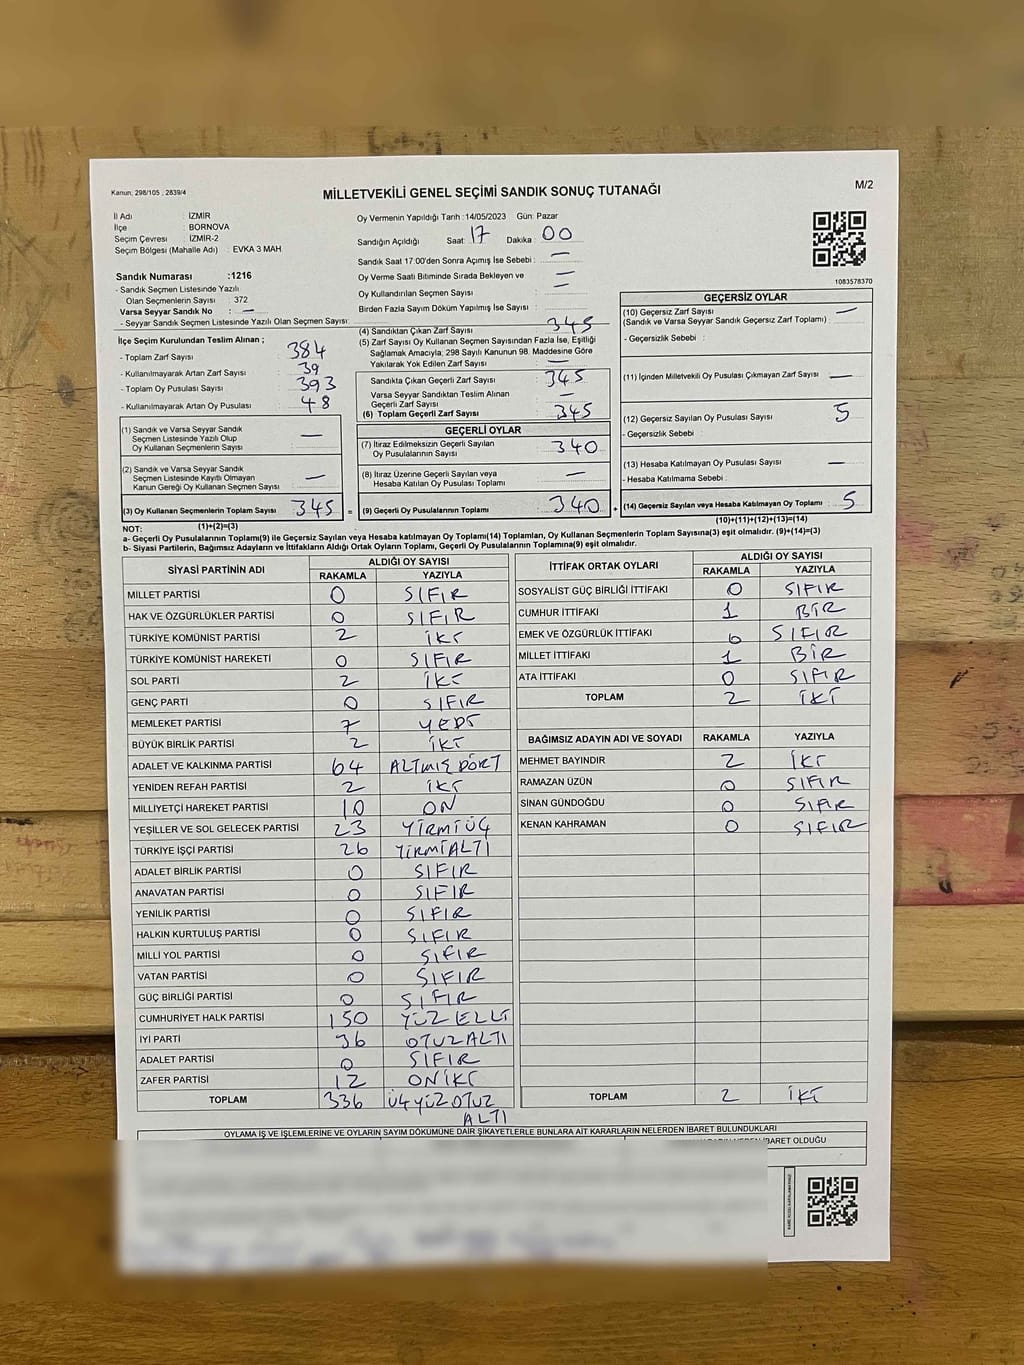 Kanun, 298/105 , 2839/4
MİLLETVEKİLİ GENEL SEÇİMİ SANDIK SONUÇ TUTANAĞI
M/2
İl Adı : İZMİR
İlçe : BORNOVA
Seçim Çevresi : İZMİR-2
Seçim Bölgesi (Mahalle Adı) : EVKA 3 MAH
Oy Vermenin Yapıldığı Tarih :14/05/2023 Gün: Pazar
Sandığın Açıldığı Saat: 17 Dakika : 00
Sandık Saat 17:00'den Sonra Açımış İse Sebebi : —
Oy Verme Saati Bitiminde Sırada Bekleyen ve
Oy Kullandırılan Seçmen Sayısı : —
Birden Fazla Sayım Döküm Yapılmış İse Sayısı : —
1083578370
Sandık Numarası :1216
- Sandık Seçmen Listesinde Yazılı
Olan Seçmenlerin Sayısı : 372
Varsa Seyyar Sandık No : —
- Seyyar Sandık Seçmen Listesinde Yazılı Olan Seçmen Sayısı:
İlçe Seçim Kurulundan Teslim Alınan ;
- Toplam Zarf Sayısı : 384
- Kullanılmayarak Artan Zarf Sayısı : 39
- Toplam Oy Pusulası Sayısı : 393
- Kullanılmayarak Artan Oy Pusulası : 48
(1) Sandık ve Varsa Seyyar Sandık
Seçmen Listesinde Yazılı Olup
Oy Kullanan Seçmenlerin Sayısı : —
(2) Sandık ve Varsa Seyyar Sandık
Seçmen Listesinde Kayıtlı Olmayan
Kanun Gereği Oy Kullanan Seçmen Sayısı : —
(3) Oy Kullanan Seçmenlerin Toplam Sayısı : 345
(1)+(2)=(3)
(4) Sandıktan Çıkan Zarf Sayısı : 345
(5) Zarf Sayısı Oy Kullanan Seçmen Sayısından Fazla İse, Eşitliği
Sağlamak Amacıyla; 298 Sayılı Kanunun 98. Maddesine Göre
Yakılarak Yok Edilen Zarf Sayısı : —
Sandıkta Çıkan Geçerli Zarf Sayısı : 345
Varsa Seyyar Sandıktan Teslim Alınan
Geçerli Zarf Sayısı : —
(6) Toplam Geçerli Zarf Sayısı : 345
GEÇERLİ OYLAR
(7) İtiraz Edilmeksizin Geçerli Sayılan
Oy Pusulalarının Sayısı : 340
(8) İtiraz Üzerine Geçerli Sayılan veya
Hesaba Katılan Oy Pusulası Toplamı : —
= (9) Geçerli Oy Pusulalarının Toplamı : 340
GEÇERSİZ OYLAR
(10) Geçersiz Zarf Sayısı : —
(Sandık ve Varsa Seyyar Sandık Geçersiz Zarf Toplamı)
- Geçersizlik Sebebi :
(11) İçinden Milletvekili Oy Pusulası Çıkmayan Zarf Sayısı : —
(12) Geçersiz Sayılan Oy Pusulası Sayısı : 5
- Geçersizlik Sebebi :
(13) Hesaba Katılmayan Oy Pusulası Sayısı : —
- Hesaba Katılmama Sebebi :
+ (14) Geçersiz Sayılan veya Hesaba Katılmayan Oy Toplamı : 5
(10)+(11)+(12)+(13)=(14)
NOT:
a- Geçerli Oy Pusulalarının Toplamı(9) ile Geçersiz Sayılan veya Hesaba katılmayan Oy Toplamı(14) Toplamları, Oy Kullanan Seçmenlerin Toplam Sayısına(3) eşit olmalıdır. (9)+(14)=(3)
b- Siyasi Partilerin, Bağımsız Adayların ve İttifakların Aldığı Ortak Oyların Toplamı, Geçerli Oy Pusulalarının Toplamına(9) eşit olmalıdır.
SİYASİ PARTİNİN ADI ALDIĞI OY SAYISI
RAKAMLA YAZIYLA
MİLLET PARTİSİ 0 SIFIR
HAK VE ÖZGÜRLÜKLER PARTİSİ 0 SIFIR
TÜRKİYE KOMÜNİST PARTİSİ 2 İKİ
TÜRKİYE KOMÜNİST HAREKETİ 0 SIFIR
SOL PARTİ 2 İKİ
GENÇ PARTİ 0 SIFIR
MEMLEKET PARTİSİ 7 YEDİ
BÜYÜK BİRLİK PARTİSİ 2 İKİ
ADALET VE KALKINMA PARTİSİ 64 ALTMIŞ DÖRT
YENİDEN REFAH PARTİSİ 2 İKİ
MİLLİYETÇİ HAREKET PARTİSİ 10 ON
YEŞİLLER VE SOL GELECEK PARTİSİ 23 YİRMİ ÜÇ
TÜRKİYE İŞÇİ PARTİSİ 26 YİRMİ ALTI
ADALET BİRLİK PARTİSİ 0 SIFIR
ANAVATAN PARTİSİ 0 SIFIR
YENİLİK PARTİSİ 0 SIFIR
HALKIN KURTULUŞ PARTİSİ 0 SIFIR
MİLLİ YOL PARTİSİ 0 SIFIR
VATAN PARTİSİ 0 SIFIR
GÜÇ BİRLİĞİ PARTİSİ 0 SIFIR
CUMHURİYET HALK PARTİSİ 150 YÜZ ELLİ
İYİ PARTİ 36 OTUZ ALTI
ADALET PARTİSİ 0 SIFIR
ZAFER PARTİSİ 12 ON İKİ
TOPLAM 336 ÜÇ YÜZ OTUZ
ALTI
İTTİFAK ORTAK OYLARI ALDIĞI OY SAYISI
RAKAMLA YAZIYLA
SOSYALİST GÜÇ BİRLİĞİ İTTİFAKI 0 SIFIR
CUMHUR İTTİFAKI 1 BİR
EMEK VE ÖZGÜRLÜK İTTİFAKI 0 SIFIR
MİLLET İTTİFAKI 1 BİR
ATA İTTİFAKI 0 SIFIR
TOPLAM 2 İKİ
BAĞIMSIZ ADAYIN ADI VE SOYADI RAKAMLA YAZIYLA
MEHMET BAYINDIR 2 İKİ
RAMAZAN ÜZÜN 0 SIFIR
SİNAN GÜNDOĞDU 0 SIFIR
KENAN KAHRAMAN 0 SIFIR
TOPLAM 2 İKİ
OYLAMA İŞ VE İŞLEMLERİNE VE OYLARIN SAYIM DÖKÜMÜNE DAİR ŞİKAYETLERLE BUNLARA AİT KARARLARIN NELERDEN İBARET BULUNDUKLARI
İBARET OLDUĞU